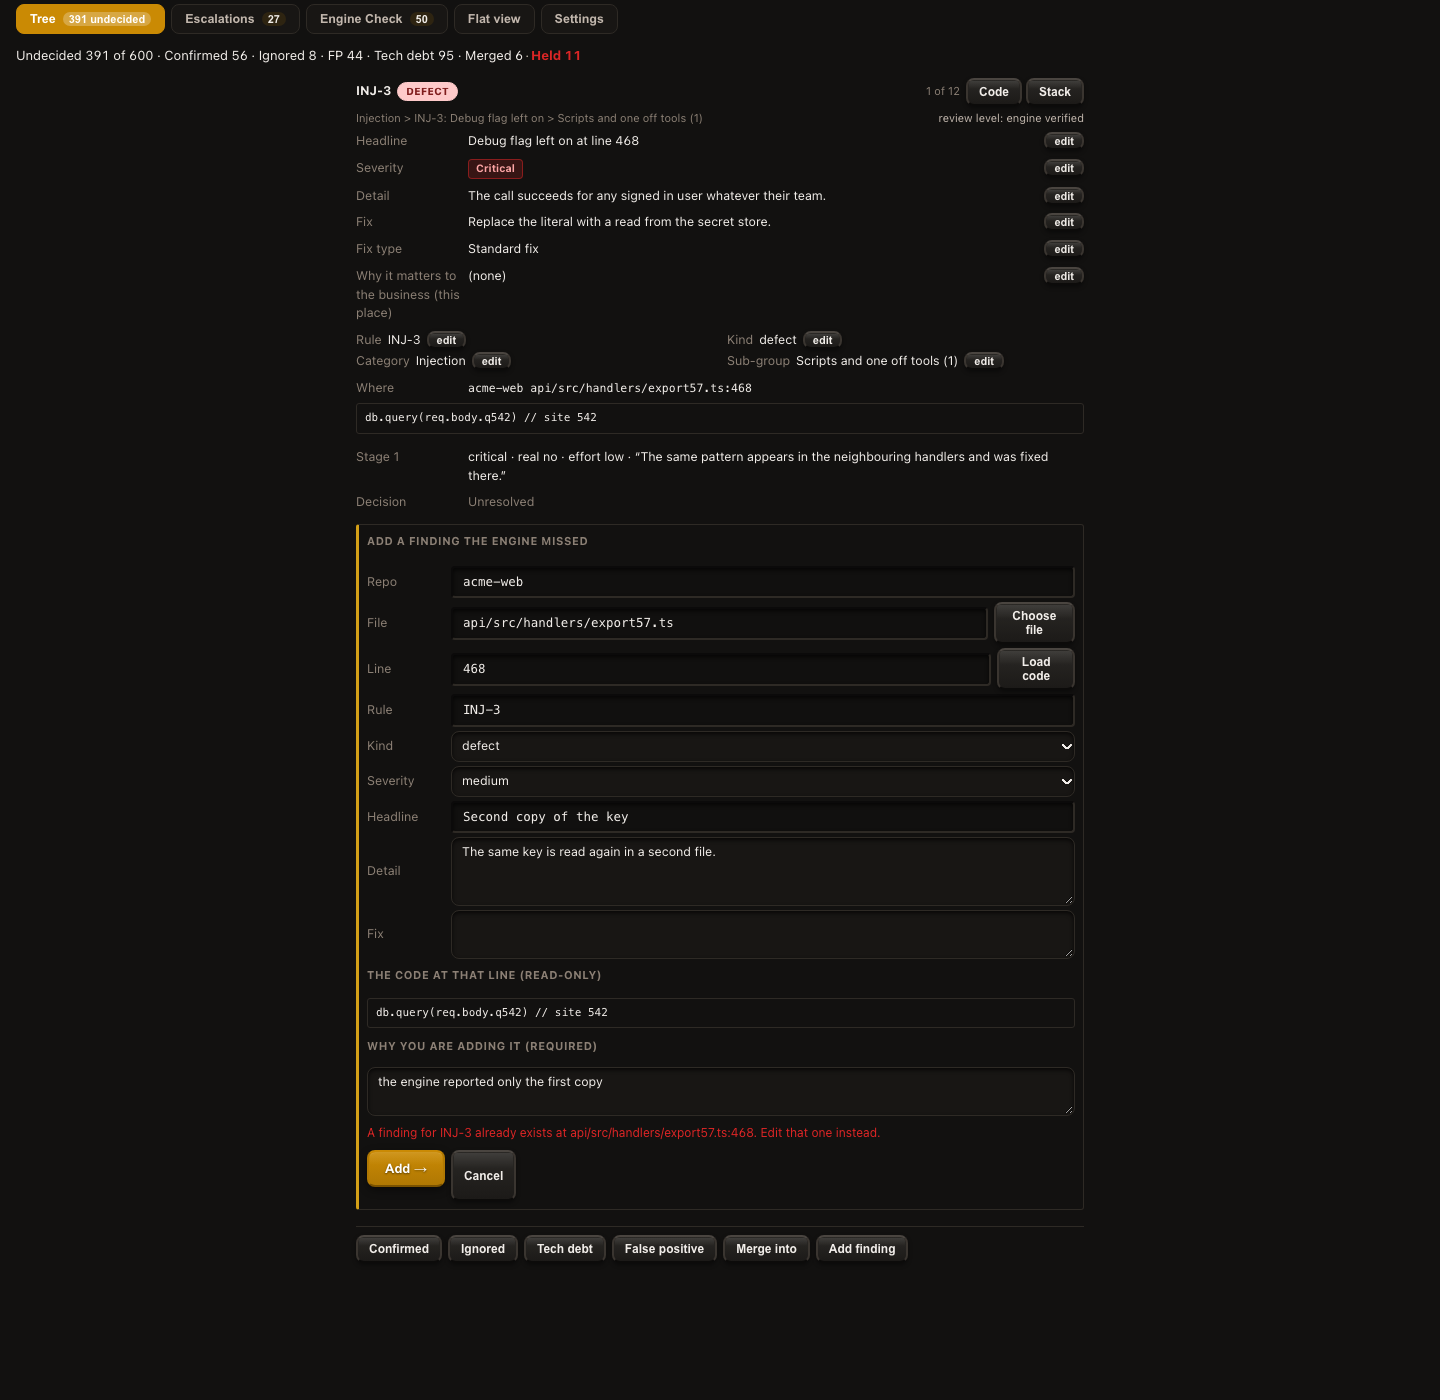 Tree 391 undecided Escalations 27 Engine Check 50 Flat view Settings
Undecided 391 of 600 · Confirmed 56 · Ignored 8 · FP 44 · Tech debt 95 · Merged 6 · Held 11
INJ-3 DEFECT 1 of 12 Code Stack
Injection > INJ-3: Debug flag left on > Scripts and one off tools (1) review level: engine verified
Headline Debug flag left on at line 468 edit
Severity Critical edit
Detail The call succeeds for any signed in user whatever their team. edit
Fix Replace the literal with a read from the secret store. edit
Fix type Standard fix edit
Why it matters to (none) edit
the business (this
place)
Rule INJ-3 edit Kind defect edit
Category Injection edit Sub-group Scripts and one off tools (1) edit
Where acme-web api/src/handlers/export57.ts:468
db.query(req.body.q542) // site 542
Stage 1 critical · real no · effort low · “The same pattern appears in the neighbouring handlers and was fixed
there.”
Decision Unresolved
ADD A FINDING THE ENGINE MISSED
Repo acme-web
File api/src/handlers/export57.ts Choose
file
Line 468 Load
code
Rule INJ-3
Kind defect
Severity medium
Headline Second copy of the key
Detail The same key is read again in a second file.
Fix
THE CODE AT THAT LINE (READ-ONLY)
db.query(req.body.q542) // site 542
WHY YOU ARE ADDING IT (REQUIRED)
the engine reported only the first copy
A finding for INJ-3 already exists at api/src/handlers/export57.ts:468. Edit that one instead.
Add → Cancel
Confirmed Ignored Tech debt False positive Merge into Add finding